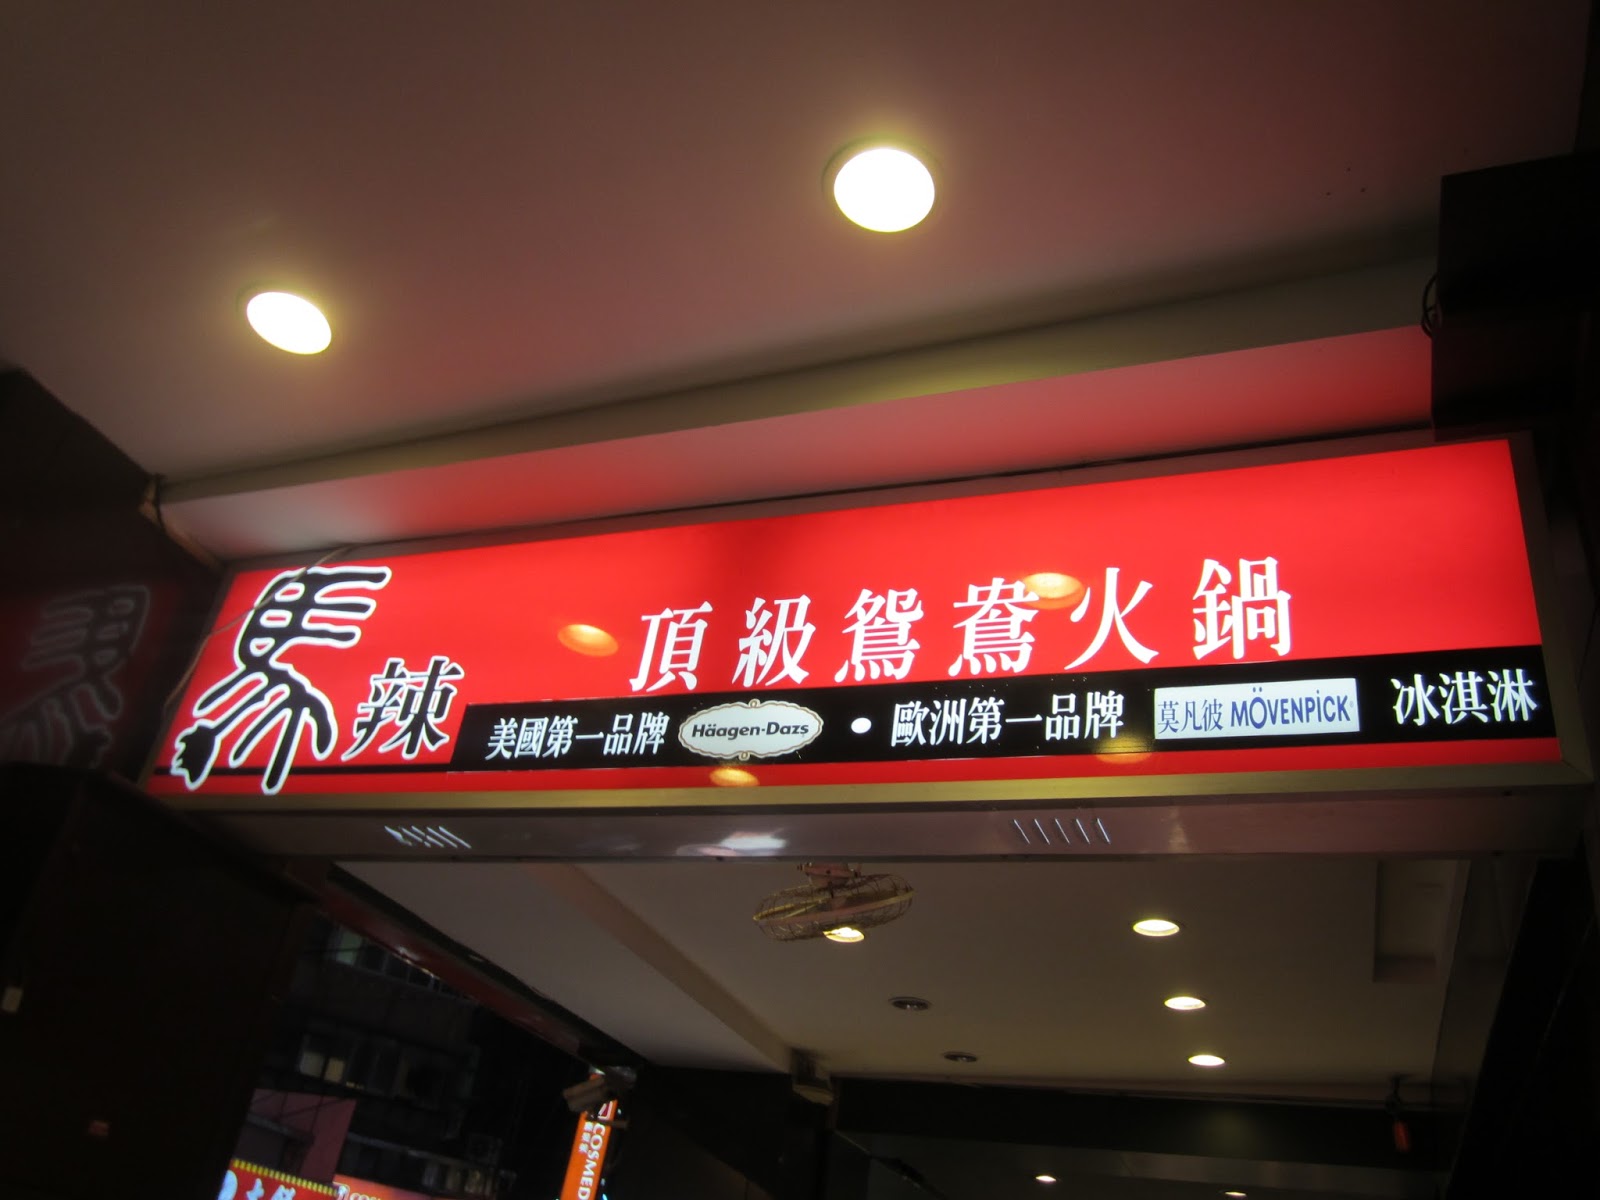 馬辣
頂級鴛鴦火鍋
美國第一品牌 Häagen-Dazs • 歐洲第一品牌 莫凡彼 MÖVENPICK 冰淇淋
COSMED